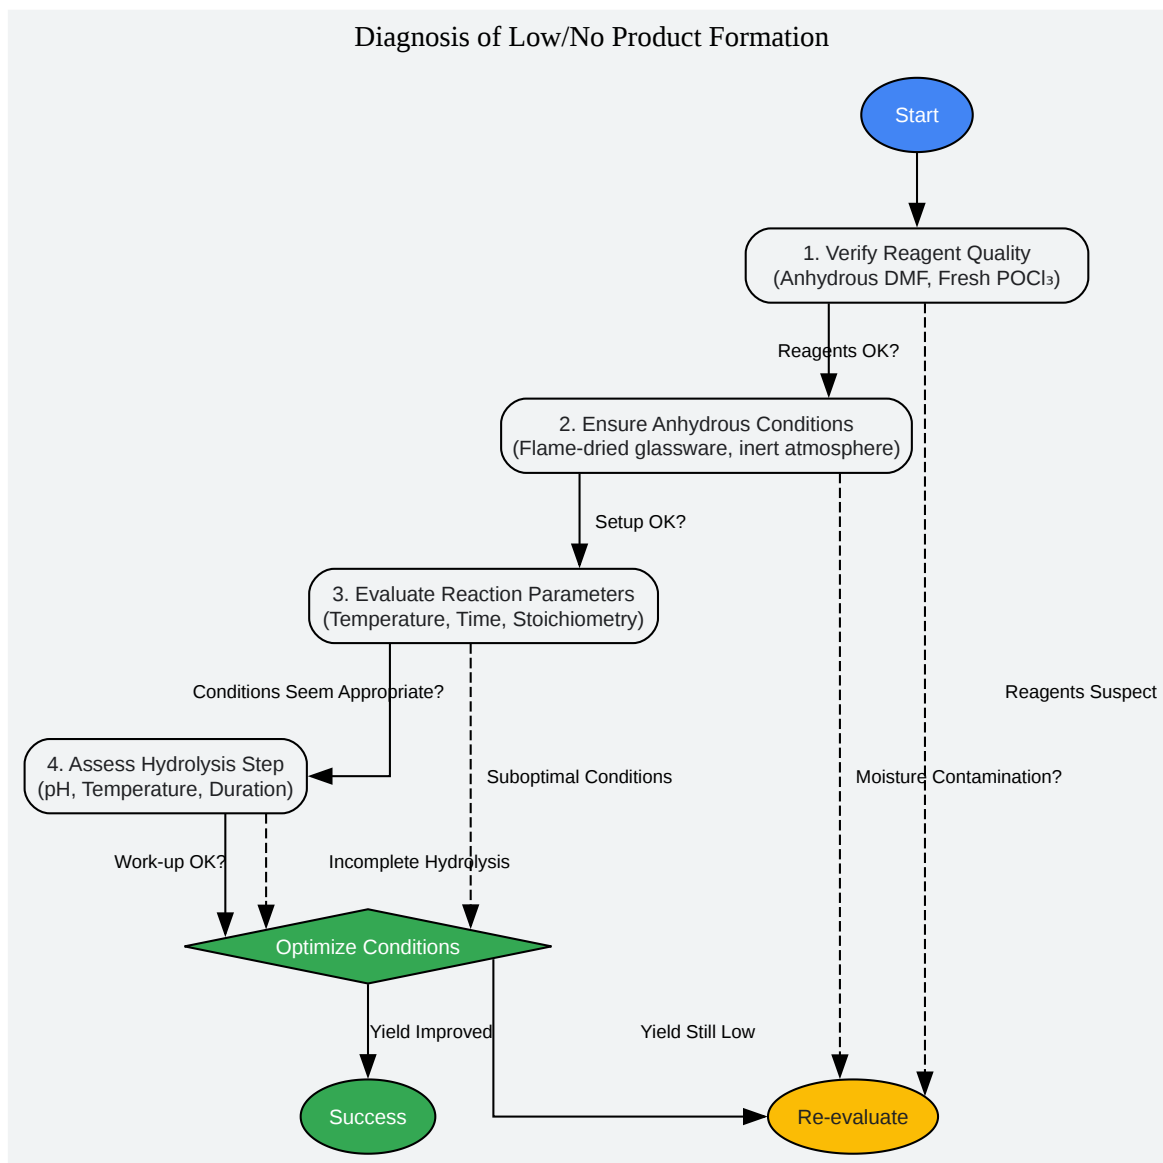 Diagnosis of Low/No Product Formation
Start
1. Verify Reagent Quality
(Anhydrous DMF, Fresh POCl₃)
Reagents OK?
2. Ensure Anhydrous Conditions
(Flame-dried glassware, inert atmosphere)
Setup OK?
3. Evaluate Reaction Parameters
(Temperature, Time, Stoichiometry)
Conditions Seem Appropriate?
Reagents Suspect
4. Assess Hydrolysis Step
(pH, Temperature, Duration)
Suboptimal Conditions
Moisture Contamination?
Work-up OK?
Incomplete Hydrolysis
Optimize Conditions
Yield Improved
Yield Still Low
Success
Re-evaluate